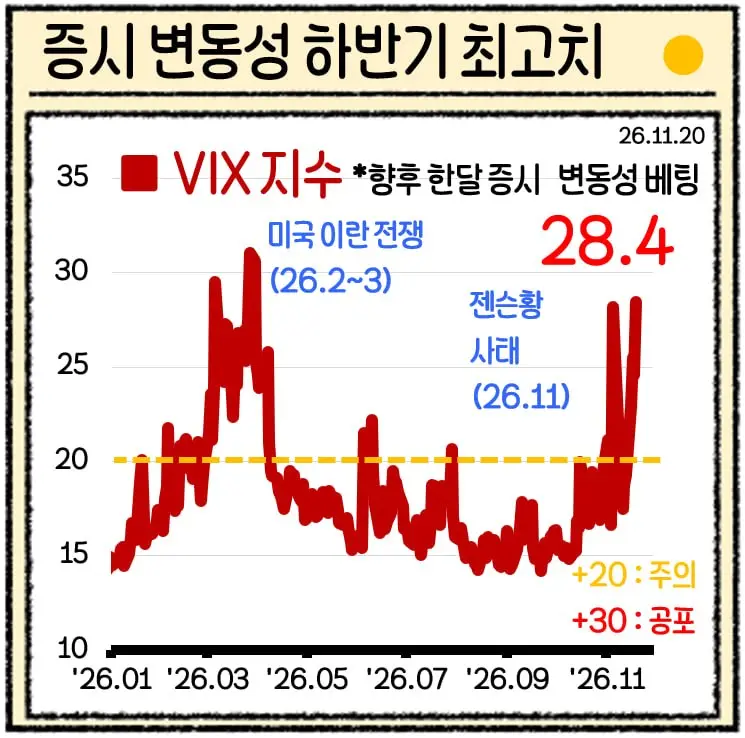 증시 변동성 하반기 최고치
26.11.20
VIX 지수 *향후 한달 증시 변동성 베팅
28.4
미국 이란 전쟁
(26.2~3)
젠슨황
사태
(26.11)
35
30
25
20
15
10
+20 : 주의
+30 : 공포
'26.01 '26.03 '26.05 '26.07 '26.09 '26.11